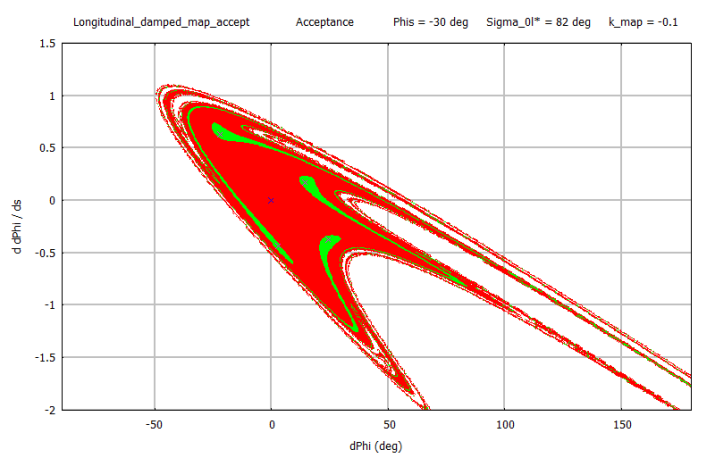 Longitudinal_damped_map_accept Acceptance Phis = -30 deg Sigma_0l* = 82 deg k_map = -0.1
1.5
1
0.5
0
-0.5
-1
-1.5
-2
d dPhi / ds
-50 0 50 100 150
dPhi (deg)